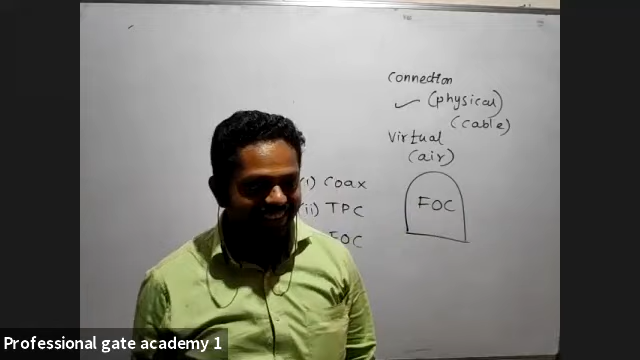 Connection
(physical)
(cable)
Virtual
(air)
(i) Coax
(ii) TPC
FOC
FOC
Professional gate academy 1